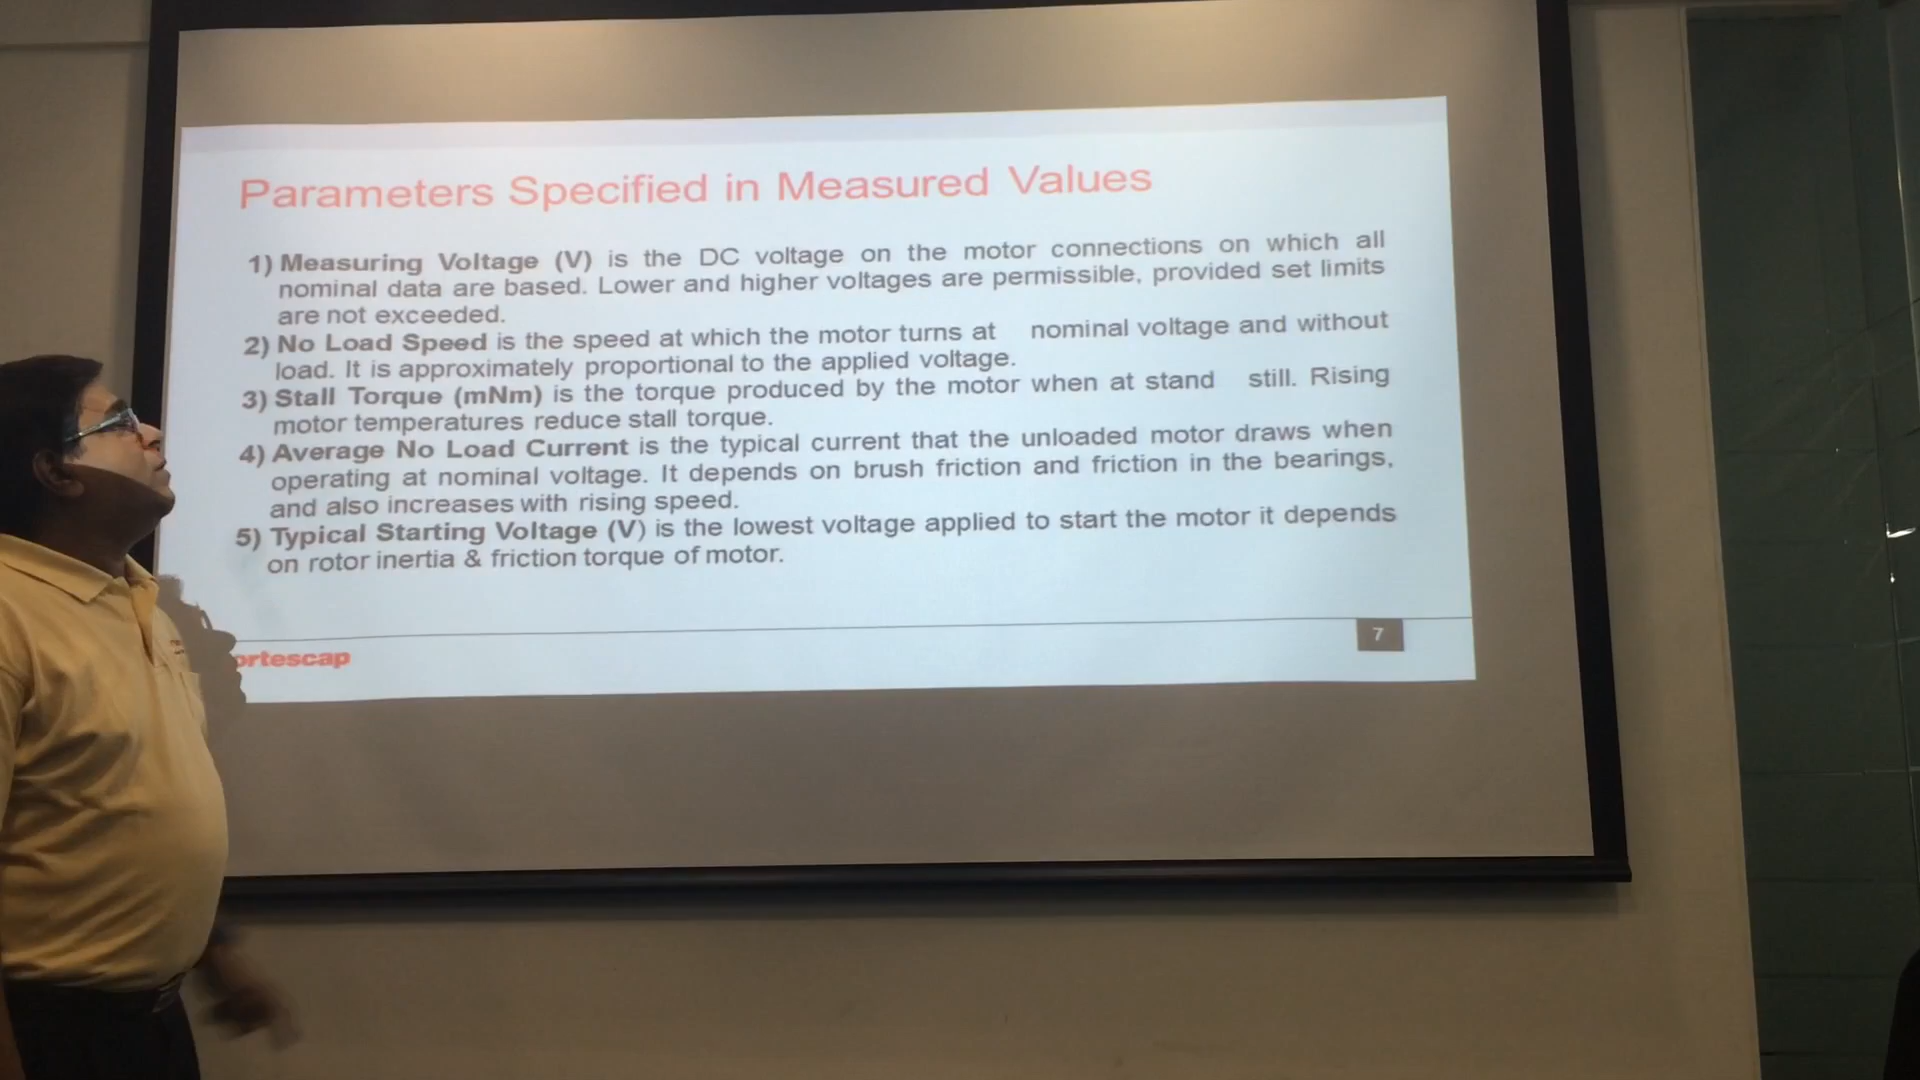 Parameters Specified in Measured Values
1) Measuring Voltage (V) is the DC voltage on the motor connections on which all
nominal data are based. Lower and higher voltages are permissible, provided set limits
are not exceeded.
2) No Load Speed is the speed at which the motor turns at nominal voltage and without
load. It is approximately proportional to the applied voltage.
3) Stall Torque (mNm) is the torque produced by the motor when at stand still. Rising
motor temperatures reduce stall torque.
4) Average No Load Current is the typical current that the unloaded motor draws when
operating at nominal voltage. It depends on brush friction and friction in the bearings,
and also increases with rising speed.
5) Typical Starting Voltage (V) is the lowest voltage applied to start the motor it depends
on rotor inertia & friction torque of motor.
ortescap
7